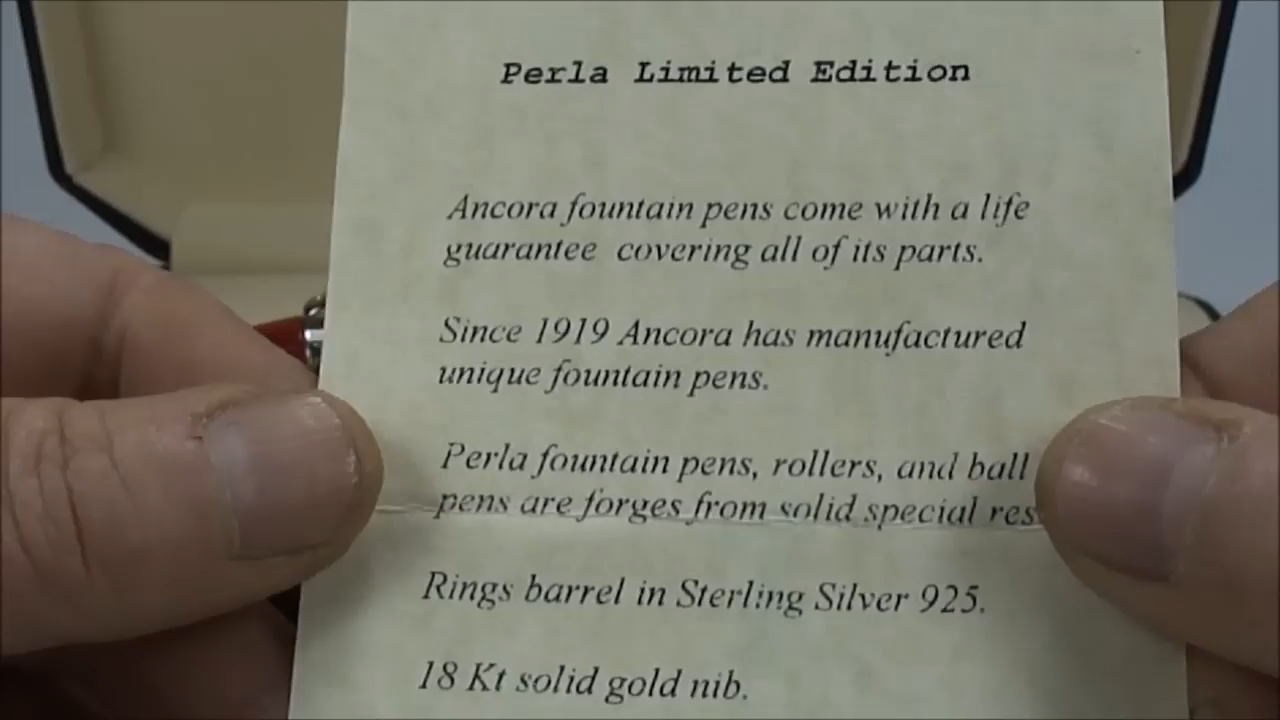 Perla Limited Edition
Ancora fountain pens come with a life
guarantee covering all of its parts.
Since 1919 Ancora has manufactured
unique fountain pens.
Perla fountain pens, rollers, and ball
pens are forges from solid special
Rings barrel in Sterling Silver 925.
18 Kt solid gold nib.